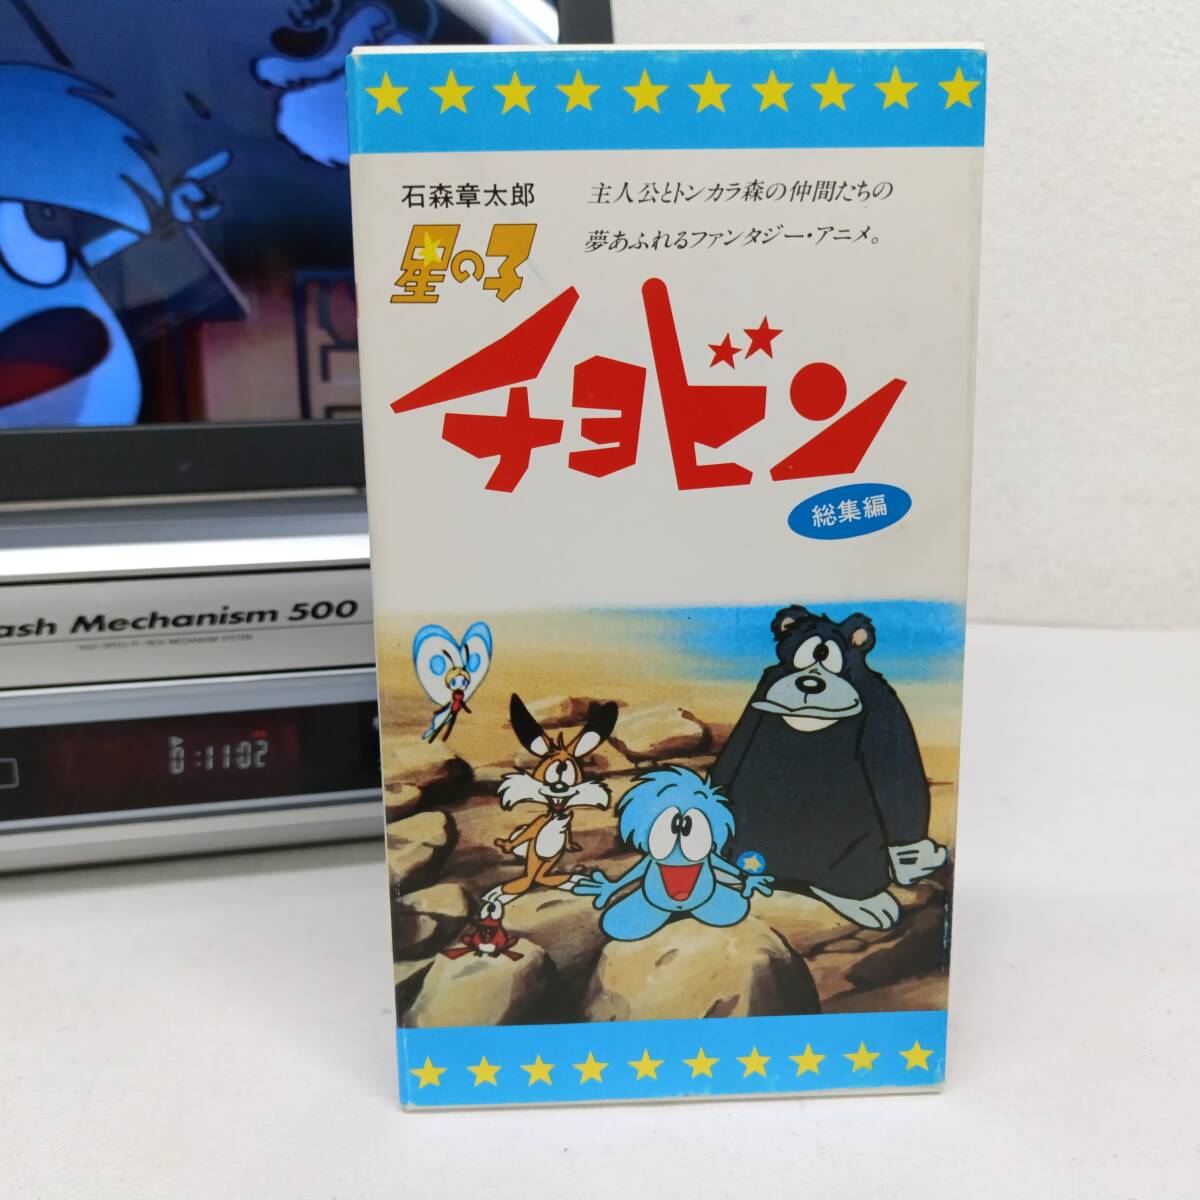 石森章太郎
主人公とトンカラ森の仲間たちの
夢あふれるファンタジー・アニメ。
星の子
チョビン
総集編
ash Mechanism 500
0:1102